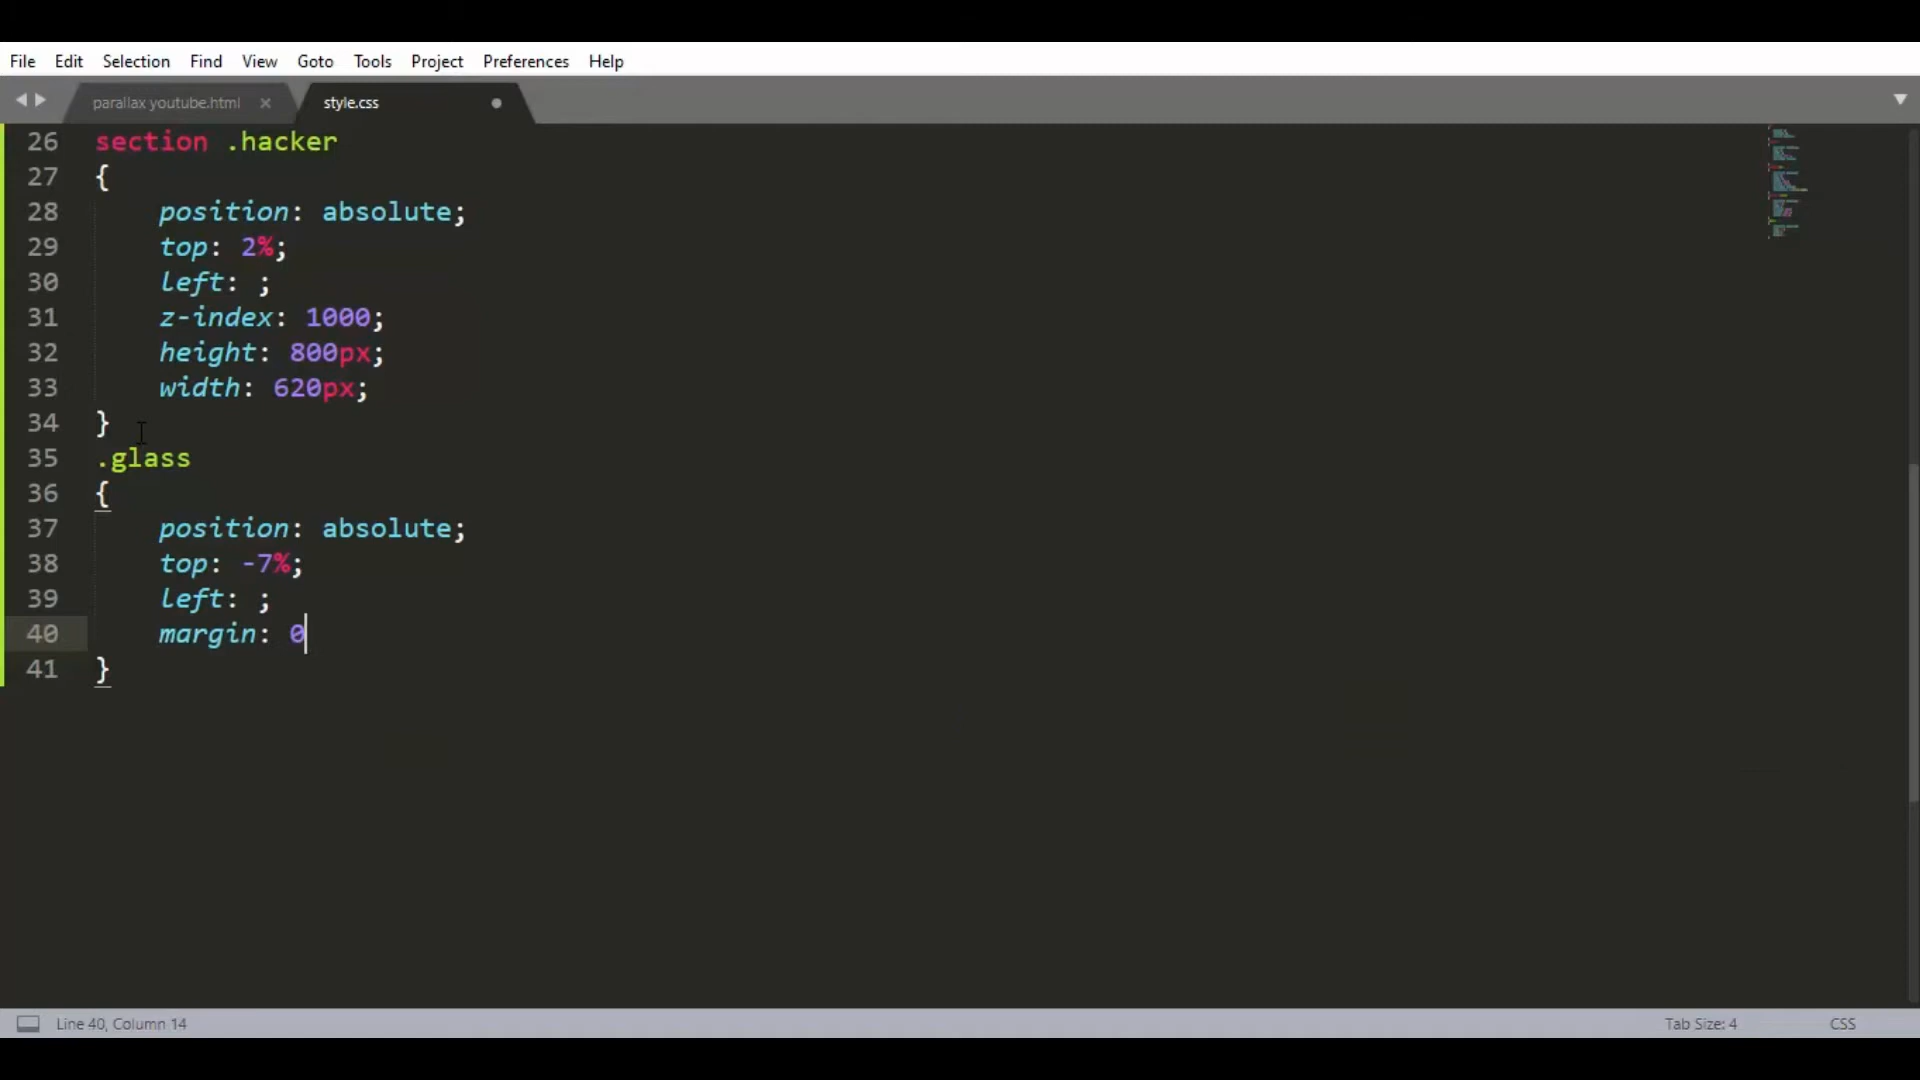 File Edit Selection Find View Goto Tools Project Preferences Help
parallax youtube.html × style.css
26 section .hacker
27 {
28 position: absolute;
29 top: 2%;
30 left: ;
31 z-index: 1000;
32 height: 800px;
33 width: 620px;
34 }
35 .glass
36 {
37 position: absolute;
38 top: -7%;
39 left: ;
40 margin: 0
41 }
Line 40, Column 14 Tab Size: 4 CSS